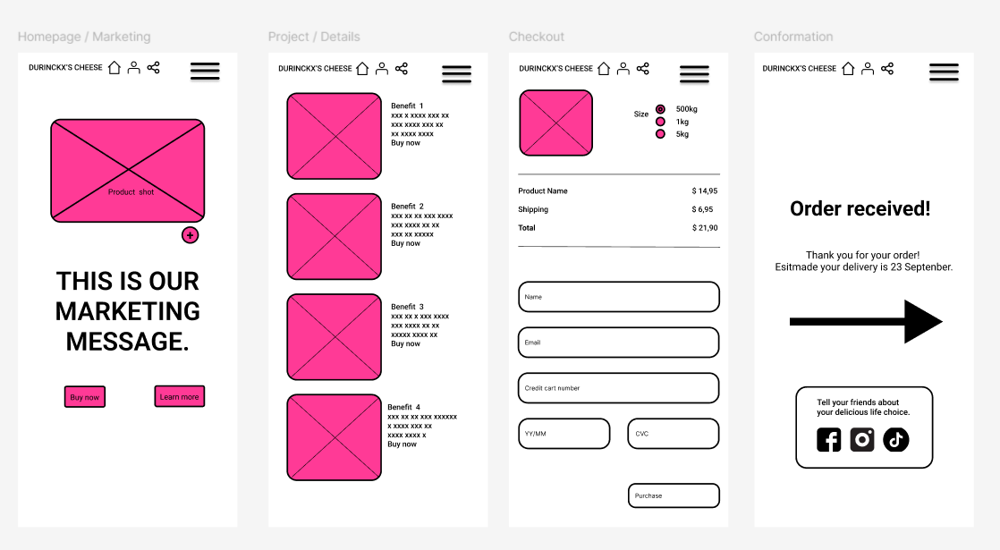 Homepage / Marketing
DURINCKX'S CHEESE
Product shot
THIS IS OUR
MARKETING
MESSAGE.
Buy now
Learn more
Project / Details
DURINCKX'S CHEESE
Benefit 1
xxx x xxxx xxx xx
xxx xxxx xxx xx
xx xxxx xxxx
Buy now
Benefit 2
xxx xx xx xxx xxxx
xxx xxxx xx xx
xxx xx xxxxx
Buy now
Benefit 3
xxx xx x xxx xxxx
xxx xxxx xx xx
xxxxx xxxx xx
Buy now
Benefit 4
xxx xx xx xxx xxxxxx
x xxxx xxx xx
xxxx xxxx x
Buy now
Checkout
DURINCKX'S CHEESE
Size
500kg
1kg
5kg
Product Name $ 14,95
Shipping $ 6,95
Total $ 21,90
Name
Email
Credit cart number
YY/MM
CVC
Purchase
Conformation
DURINCKX'S CHEESE
Order received!
Thank you for your order!
Esitmade your delivery is 23 Septenber.
Tell your friends about
your delicious life choice.